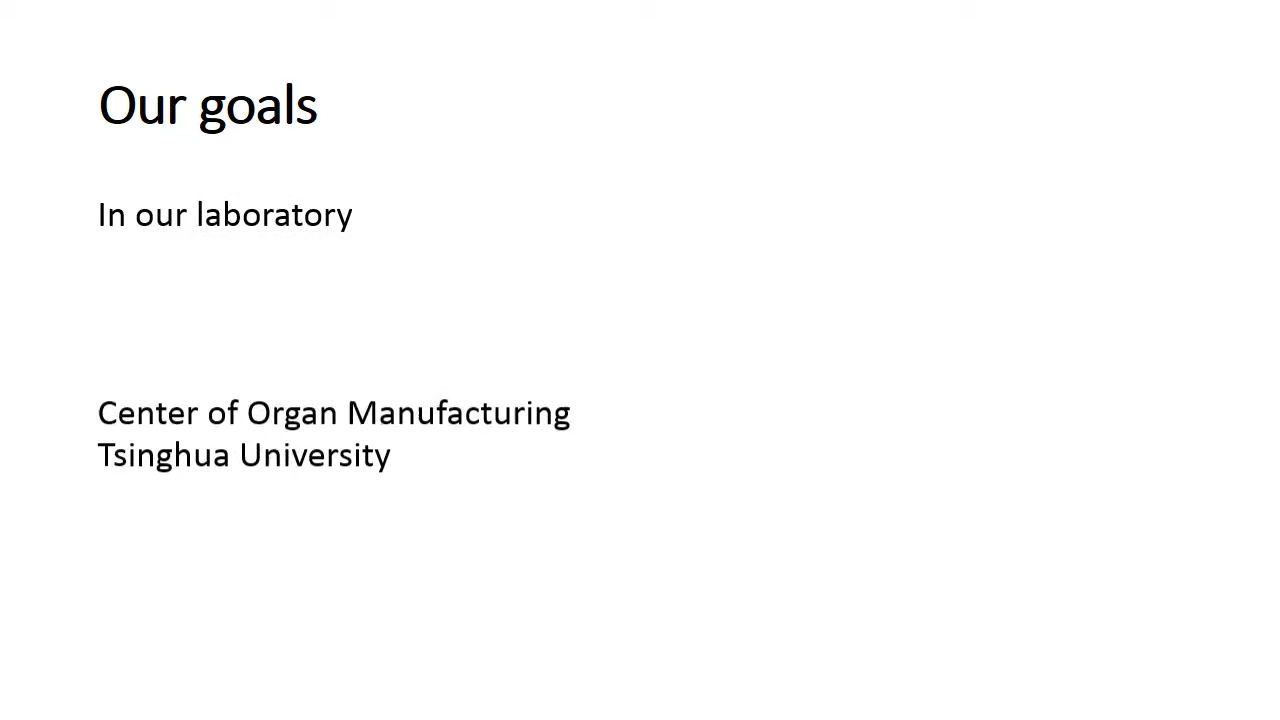 Our goals
In our laboratory
Center of Organ Manufacturing
Tsinghua University